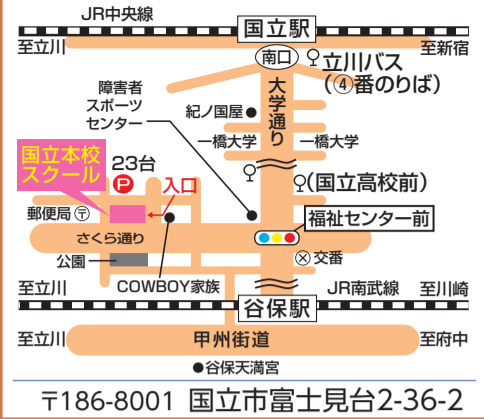 JR中央線
国立駅
至立川
至新宿
南口
立川バス
(④番のりば)
障害者
スポーツ
センター
大学通り
紀ノ国屋
一橋大学
一橋大学
国立本校
スクール
23台
P
入口
(国立高校前)
郵便局〒
福祉センター前
さくら通り
公園
交番
COWBOY家族
至立川
JR南武線
至川崎
谷保駅
至立川
甲州街道
至府中
●谷保天満宮
〒186-8001 国立市富士見台2-36-2